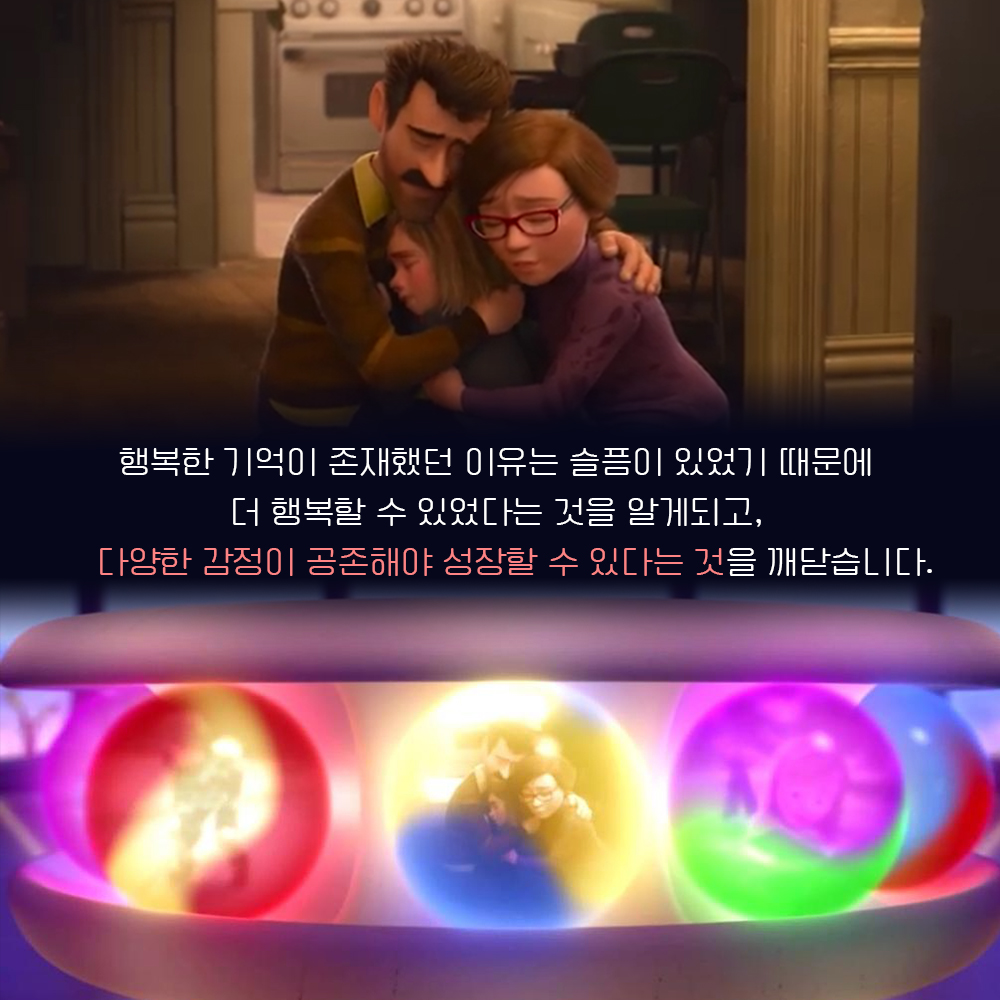 행복한 기억이 존재했던 이유는 슬픔이 있었기 때문에
더 행복할 수 있었다는 것을 알게되고,
다양한 감정이 공존해야 성장할 수 있다는 것을 깨닫습니다.